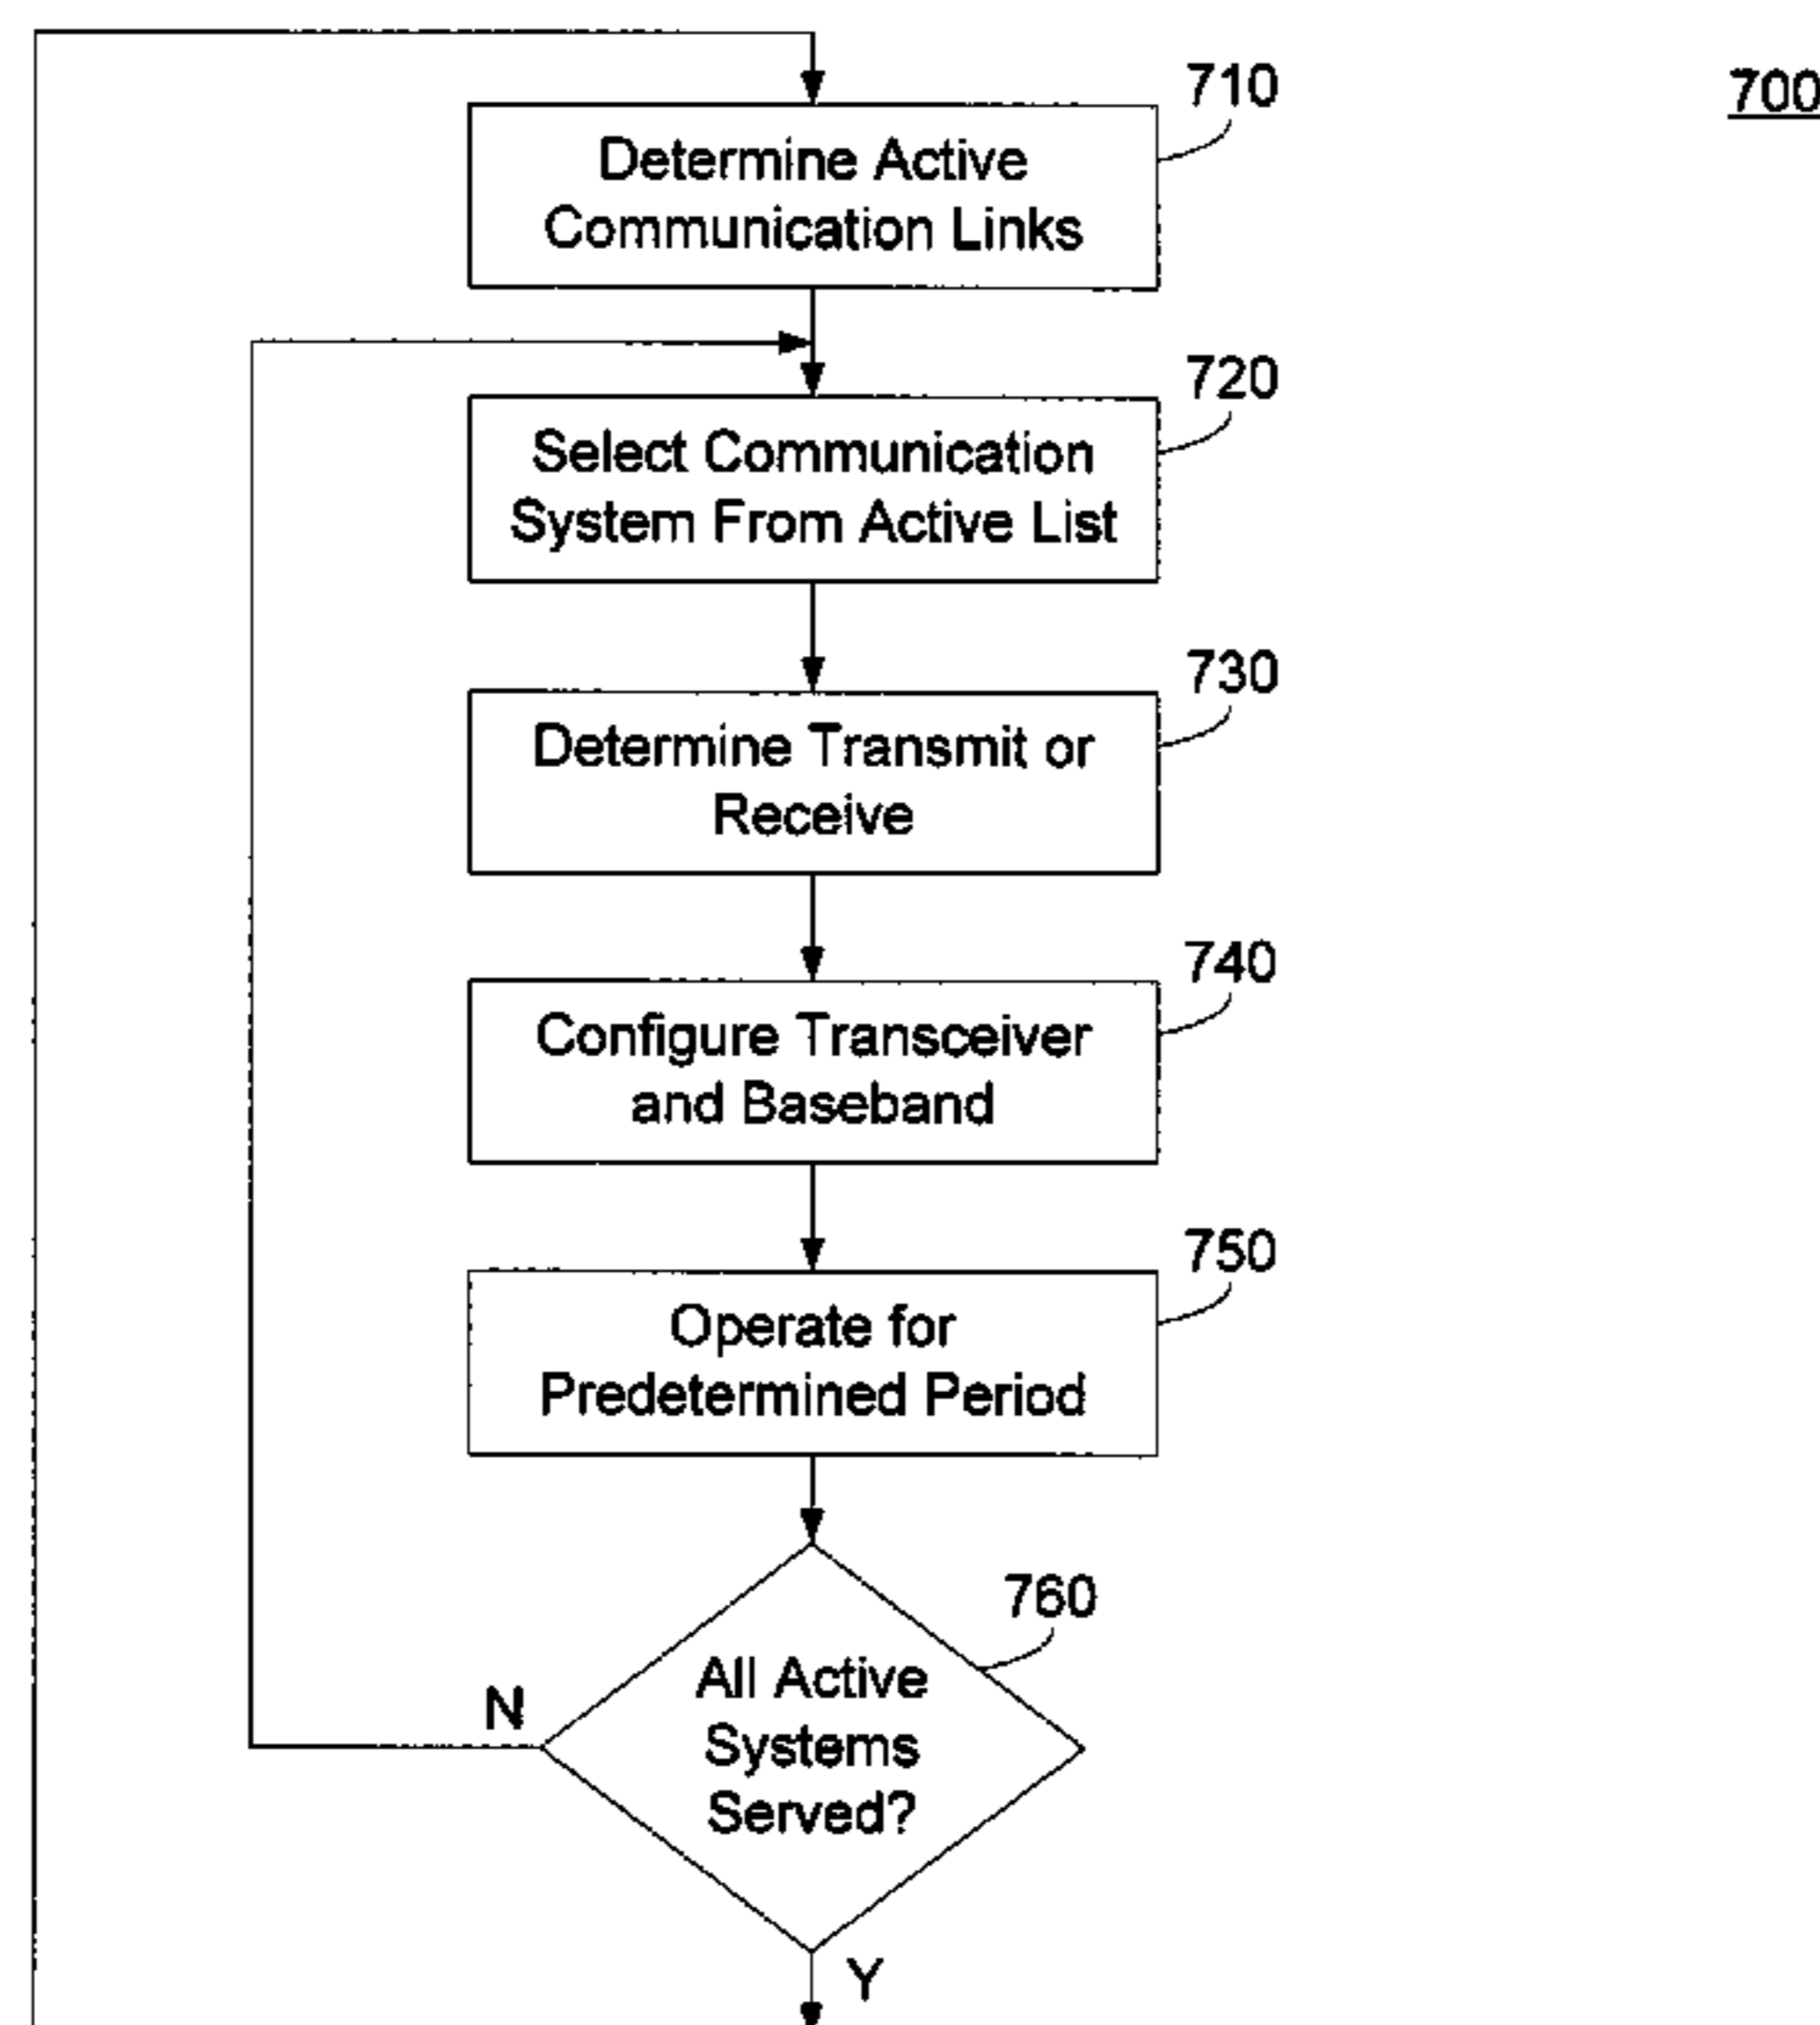 700
710
Determine Active
Communication Links
720
Select Communication
System From Active List
730
Determine Transmit or
Receive
740
Configure Transceiver
and Baseband
750
Operate for
Predetermined Period
760
All Active
Systems
Served?
N
Y